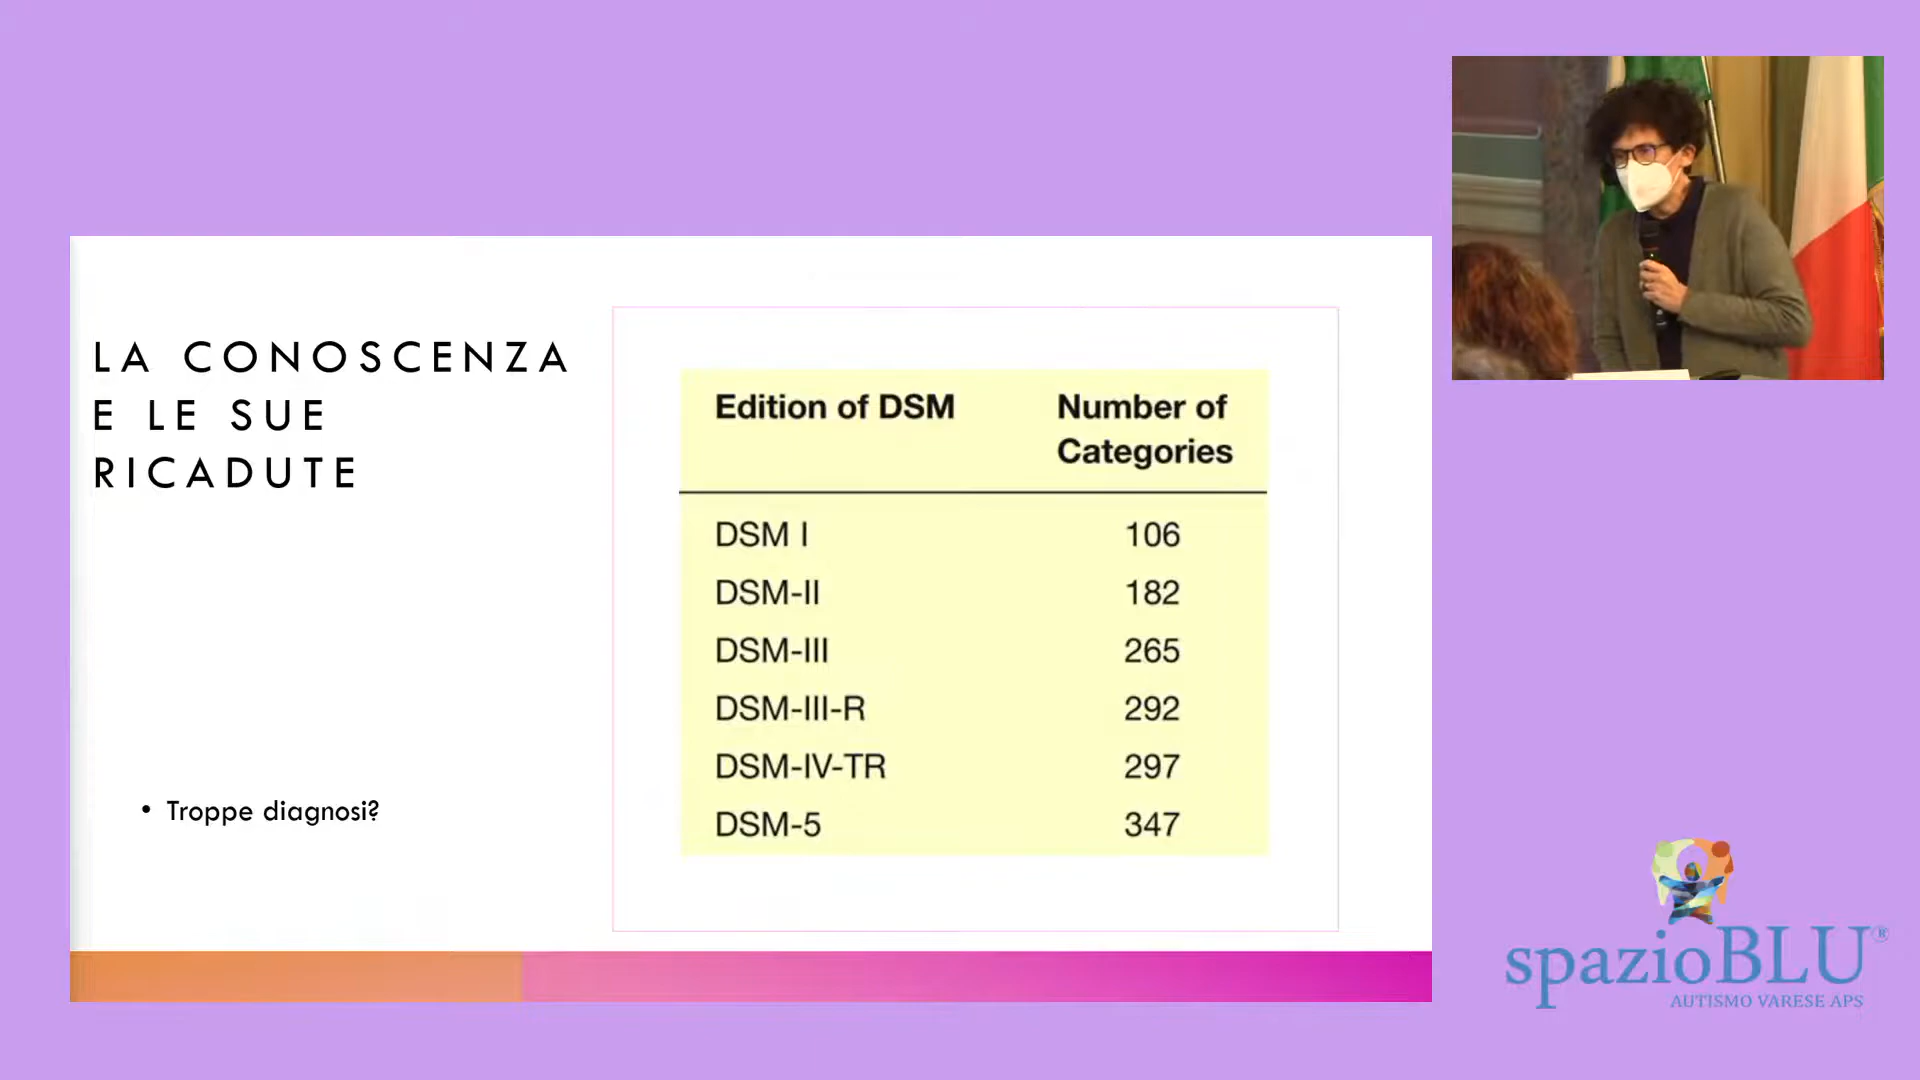 LA CONOSCENZA
E LE SUE
RICADUTE
• Troppe diagnosi?
Edition of DSM Number of
Categories
DSM I 106
DSM-II 182
DSM-III 265
DSM-III-R 292
DSM-IV-TR 297
DSM-5 347
spazioBLU®
AUTISMO VARESE APS